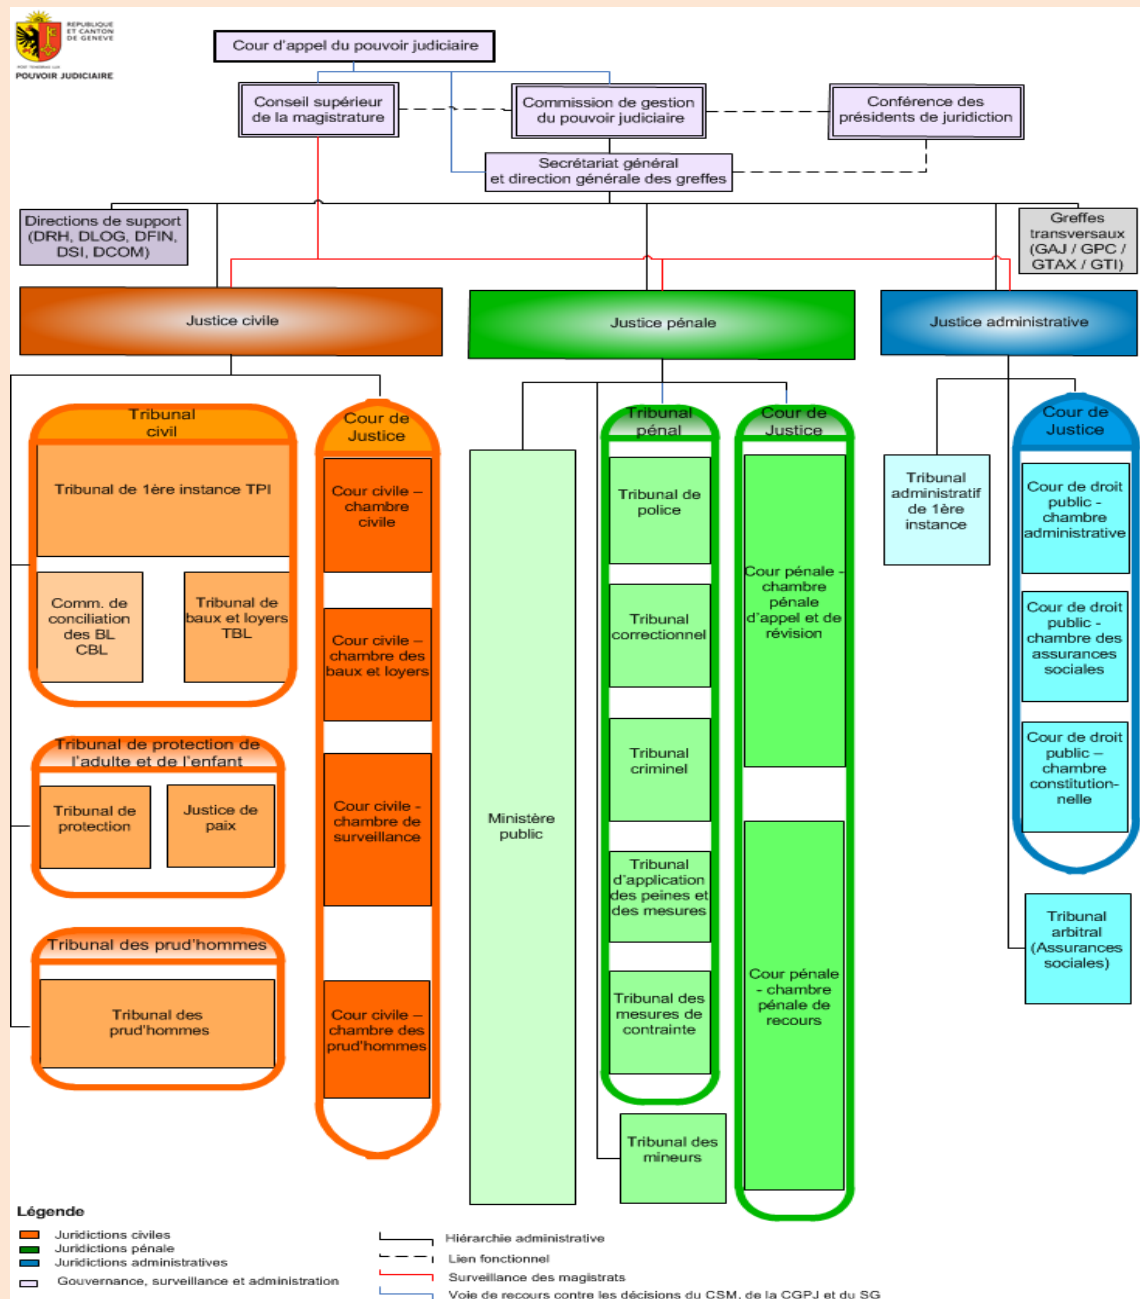 REPUBLIQUE
ET CANTON
DE GENEVE
POST TENEBRAS LUX
POUVOIR JUDICIAIRE
Cour d'appel du pouvoir judiciaire
Conseil supérieur
de la magistrature
Commission de gestion
du pouvoir judiciaire
Conférence des
présidents de juridiction
Secrétariat général
et direction générale des greffes
Directions de support
(DRH, DLOG, DFIN,
DSI, DCOM)
Greffes
transversaux
(GAJ / GPC /
GTAX / GTI)
Justice civile
Justice pénale
Justice administrative
Tribunal
civil
Tribunal de 1ère instance TPI
Comm. de
conciliation
des BL
CBL
Tribunal de
baux et loyers
TBL
Tribunal de protection de
l'adulte et de l'enfant
Tribunal de
protection
Justice de
paix
Tribunal des prud'hommes
Tribunal des
prud'hommes
Cour de
Justice
Cour civile –
chambre
civile
Cour civile –
chambre des
baux et loyers
Cour civile -
chambre de
surveillance
Cour civile –
chambre des
prud'hommes
Ministère
public
Tribunal
pénal
Tribunal de
police
Tribunal
correctionnel
Tribunal
criminel
Tribunal
d'application
des peines et
des mesures
Tribunal des
mesures de
contrainte
Tribunal des
mineurs
Cour de
Justice
Cour pénale -
chambre
pénale
d'appel et de
révision
Cour pénale
- chambre
pénale de
recours
Tribunal
administratif
de 1ère
instance
Cour de
Justice
Cour de droit
public -
chambre
administrative
Cour de droit
public -
chambre des
assurances
sociales
Cour de droit
public –
chambre
constitution-
nelle
Tribunal
arbitral
(Assurances
sociales)
Légende
Juridictions civiles
Juridictions pénale
Juridictions administratives
Gouvernance, surveillance et administration
Hiérarchie administrative
Lien fonctionnel
Surveillance des magistrats
Voie de recours contre les décisions du CSM, de la CGPJ et du SG